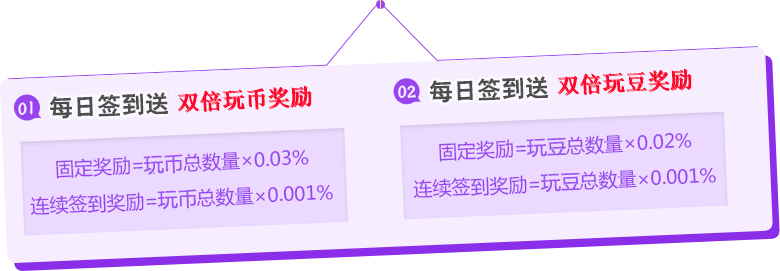 01 每日签到送 双倍玩币奖励
固定奖励=玩币总数量×0.03%
连续签到奖励=玩币总数量×0.001%
02 每日签到送 双倍玩豆奖励
固定奖励=玩豆总数量×0.02%
连续签到奖励=玩豆总数量×0.001%